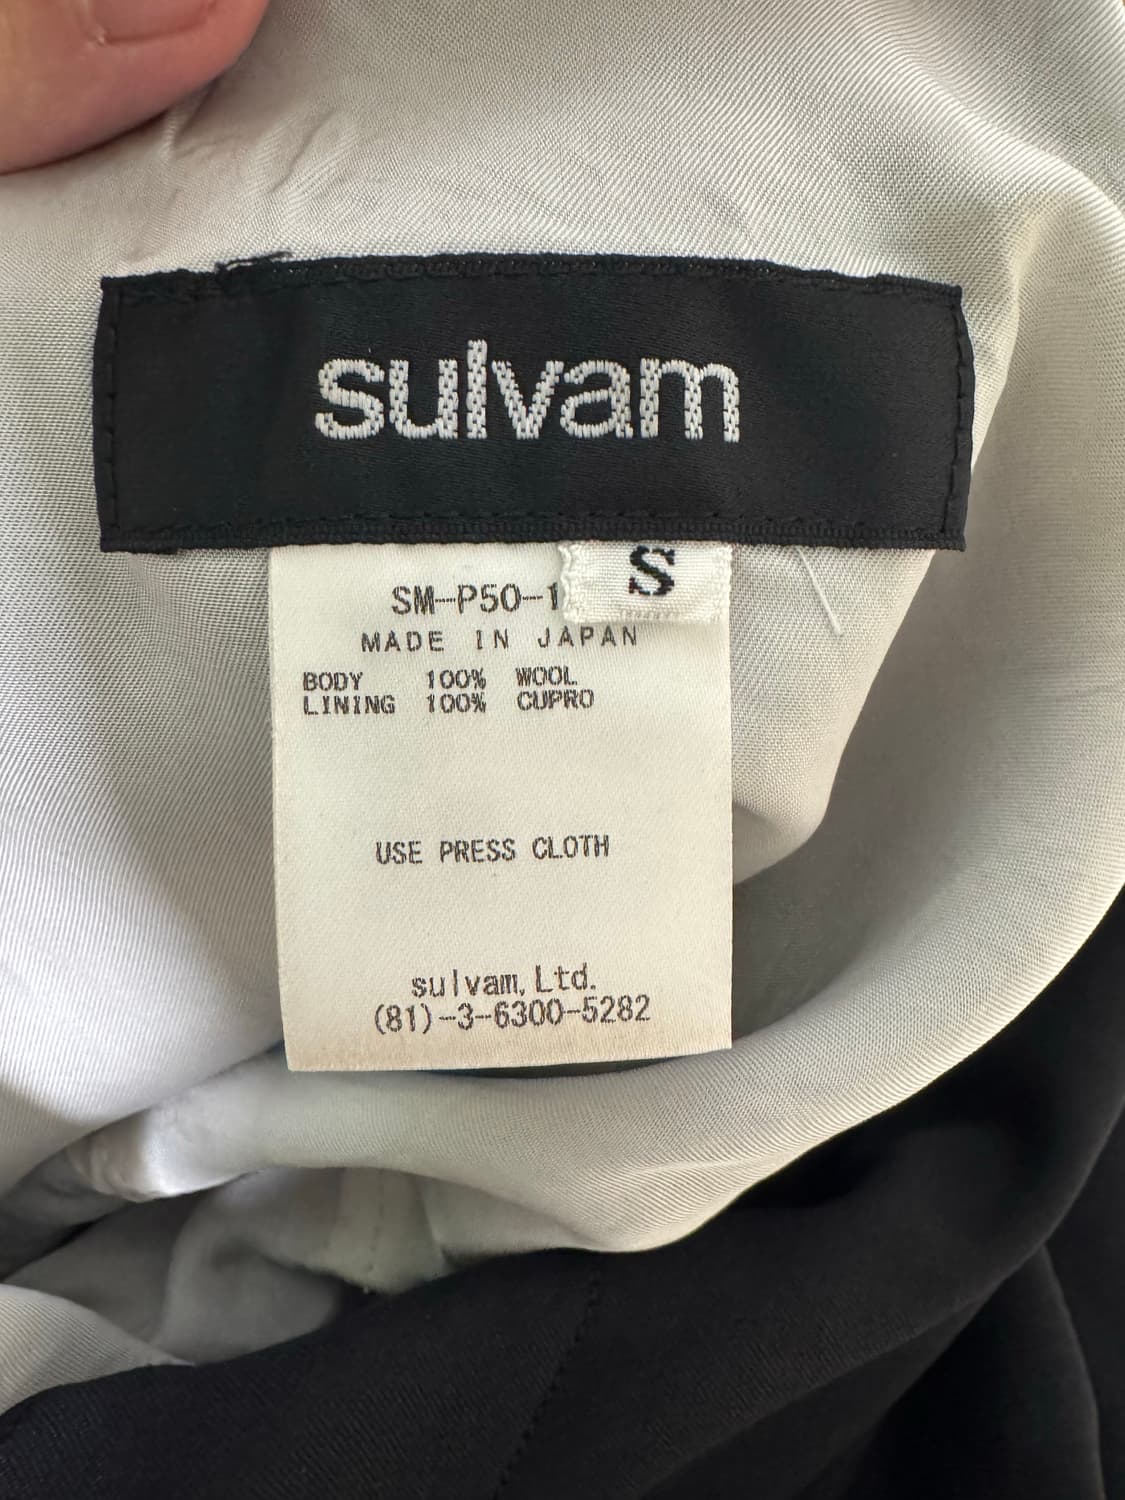 sulvam
S
SM-P50-1
MADE IN JAPAN
BODY 100% WOOL
LINING 100% CUPRO
USE PRESS CLOTH
sulvam, Ltd.
(81)-3-6300-5282